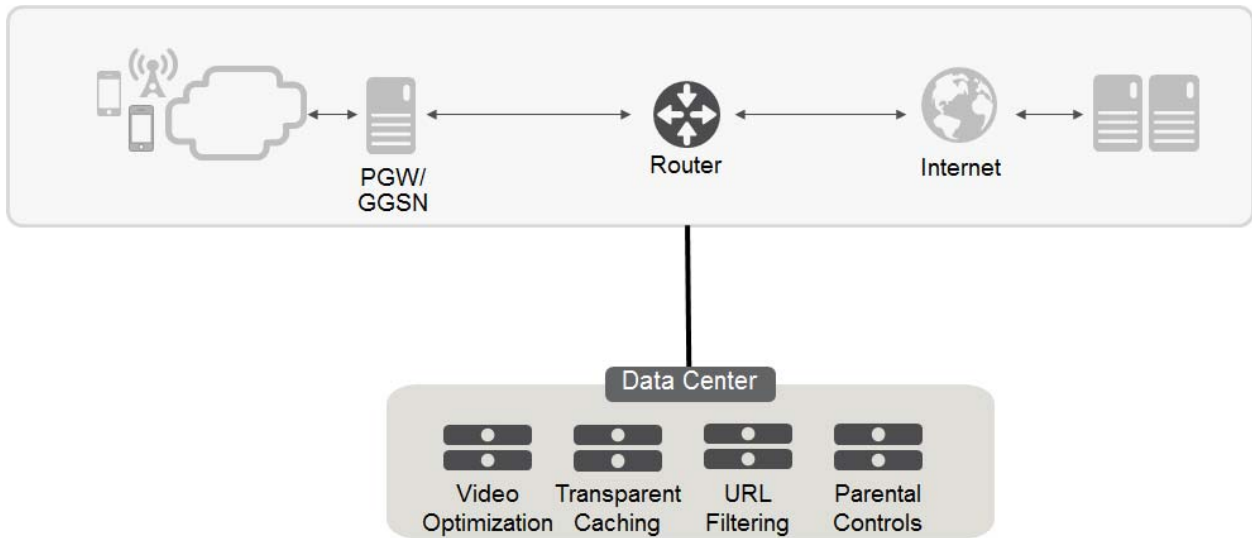 PGW/
GGSN
Router
Internet
Data Center
Video
Optimization
Transparent
Caching
URL
Filtering
Parental
Controls